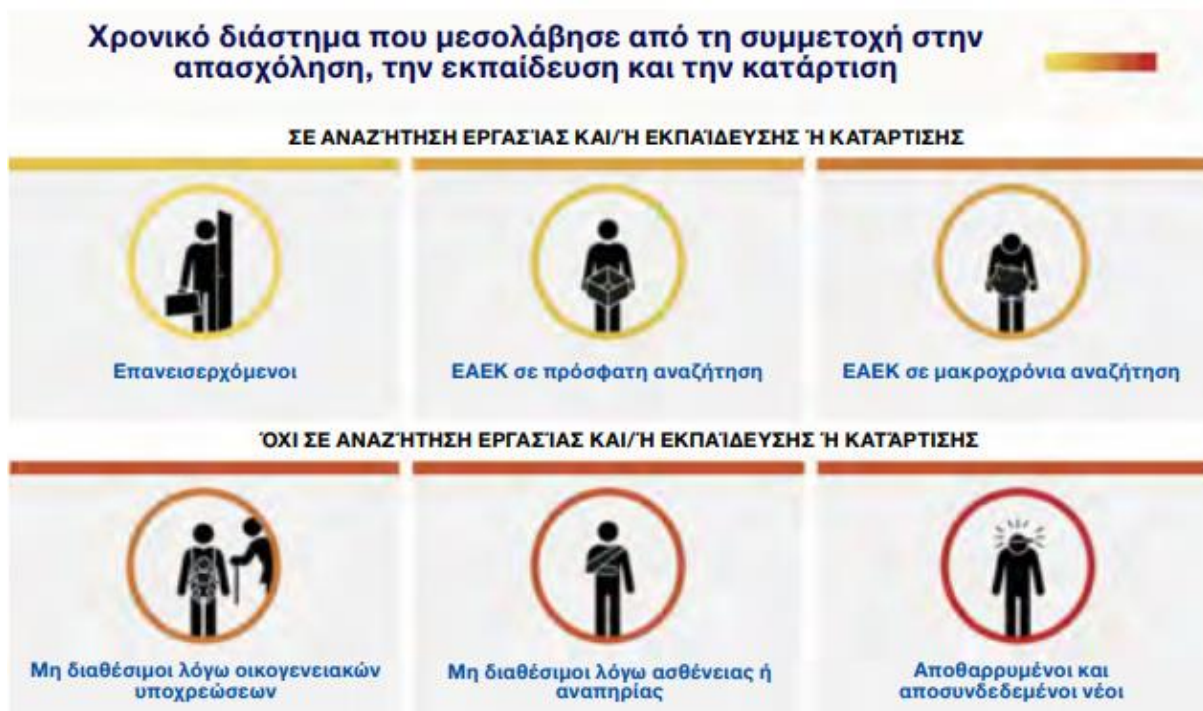 Χρονικό διάστημα που μεσολάβησε από τη συμμετοχή στην
απασχόληση, την εκπαίδευση και την κατάρτιση
ΣΕ ΑΝΑΖΉΤΗΣΗ ΕΡΓΑΣΊΑΣ ΚΑΙ/Ή ΕΚΠΑΊΔΕΥΣΗΣ Ή ΚΑΤΆΡΤΙΣΗΣ
Επανεισερχόμενοι
ΕΑΕΚ σε πρόσφατη αναζήτηση
ΕΑΕΚ σε μακροχρόνια αναζήτηση
ΌΧΙ ΣΕ ΑΝΑΖΉΤΗΣΗ ΕΡΓΑΣΊΑΣ ΚΑΙ/Ή ΕΚΠΑΊΔΕΥΣΗΣ Ή ΚΑΤΆΡΤΙΣΗΣ
Μη διαθέσιμοι λόγω οικογενειακών
υποχρεώσεων
Μη διαθέσιμοι λόγω ασθένειας ή
αναπηρίας
Αποθαρρυμένοι και
αποσυνδεδεμένοι νέοι